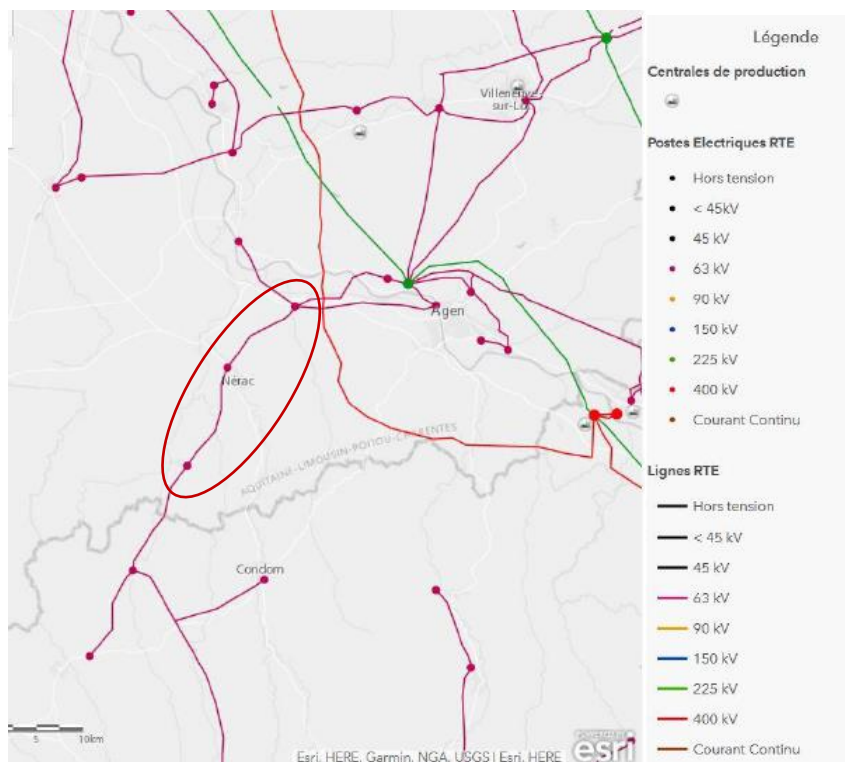 Villeneuve-
sur-Lot
Agen
Nérac
AQUITAINE-LIMOUSIN-POITOU-CHARENTES
Condom
5
10km
Esri, HERE, Garmin, NGA, USGS | Esri, HERE
esri
Légende
Centrales de production
Postes Electriques RTE
Hors tension
< 45kV
45 kV
63 kV
90 kV
150 kV
225 kV
400 kV
Courant Continu
Lignes RTE
Hors tension
< 45 kV
45 kV
63 kV
90 kV
150 kV
225 kV
400 kV
Courant Continu